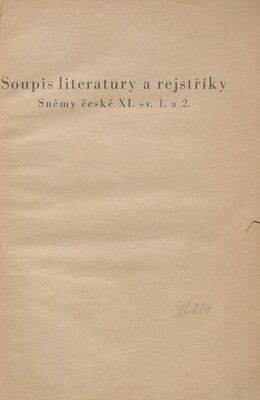 Soupis literatury a rejstříky
Sněmy české XI. sv. 1. a 2.